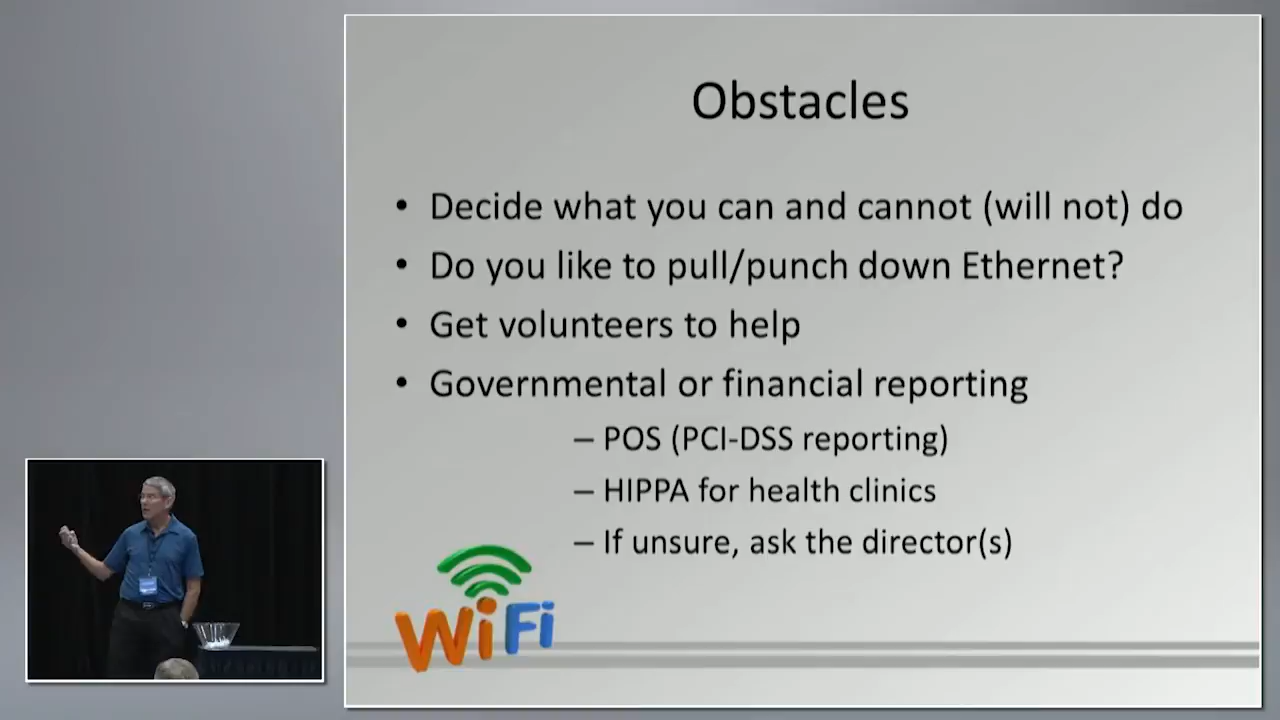 Obstacles
• Decide what you can and cannot (will not) do
• Do you like to pull/punch down Ethernet?
• Get volunteers to help
• Governmental or financial reporting
– POS (PCI-DSS reporting)
– HIPPA for health clinics
– If unsure, ask the director(s)
WiFi